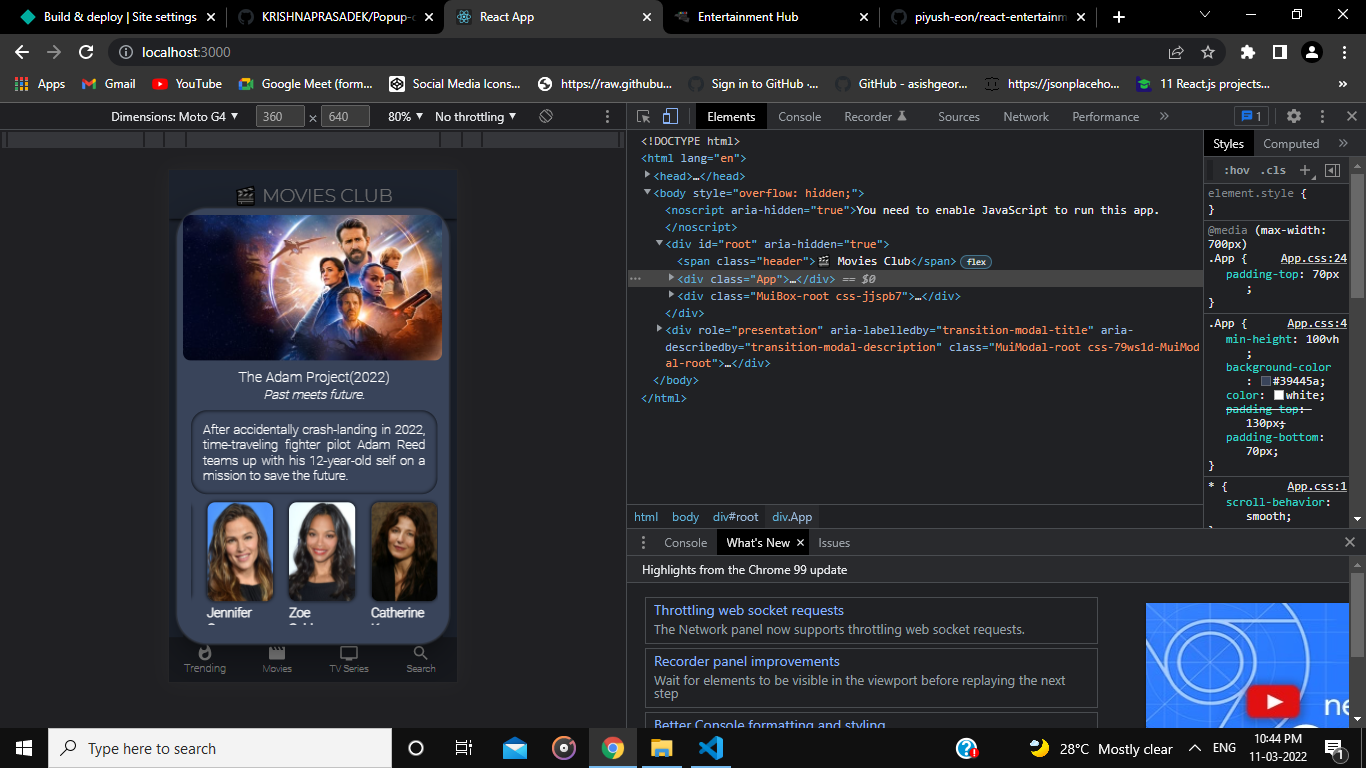 Build & deploy | Site settings
KRISHNAPRASADEK/Popup-c
React App
Entertainment Hub
piyush-eon/react-entertainm
localhost:3000
Apps
Gmail
YouTube
Google Meet (form...
Social Media Icons...
https://raw.githubu...
Sign in to GitHub ·...
GitHub - asishgeor...
https://jsonplaceho...
11 React.js projects...
»
Dimensions: Moto G4 ▼
360 × 640
80% ▼
No throttling ▼
MOVIES CLUB
The Adam Project(2022)
Past meets future.
After accidentally crash-landing in 2022,
time-traveling fighter pilot Adam Reed
teams up with his 12-year-old self on a
mission to save the future.
Jennifer
Zoe
Catherine
Trending
Movies
TV Series
Search
Elements
Console
Recorder
Sources
Network
Performance
»
1
<!DOCTYPE html>
<html lang="en">
<head>…</head>
<body style="overflow: hidden;">
<noscript aria-hidden="true">You need to enable JavaScript to run this app.
</noscript>
<div id="root" aria-hidden="true">
<span class="header">🎬 Movies Club</span> flex
<div class="App">…</div> == $0
<div class="MuiBox-root css-jjspb7">…</div>
</div>
<div role="presentation" aria-labelledby="transition-modal-title" aria-
describedby="transition-modal-description" class="MuiModal-root css-79ws1d-MuiMod
al-root">…</div>
</body>
</html>
html
body
div#root
div.App
Styles
Computed
»
:hov .cls +
element.style {
}
@media (max-width:
700px)
.App { App.css:24
padding-top: 70px
;
}
.App { App.css:4
min-height: 100vh
;
background-color
: #39445a;
color: white;
padding-top:
130px;
padding-bottom:
70px;
}
* { App.css:1
scroll-behavior:
smooth;
Console
What's New ×
Issues
Highlights from the Chrome 99 update
Throttling web socket requests
The Network panel now supports throttling web socket requests.
Recorder panel improvements
Wait for elements to be visible in the viewport before replaying the next
step
Better Console formatting and styling
ne
Type here to search
28°C Mostly clear
ENG
10:44 PM
11-03-2022
1